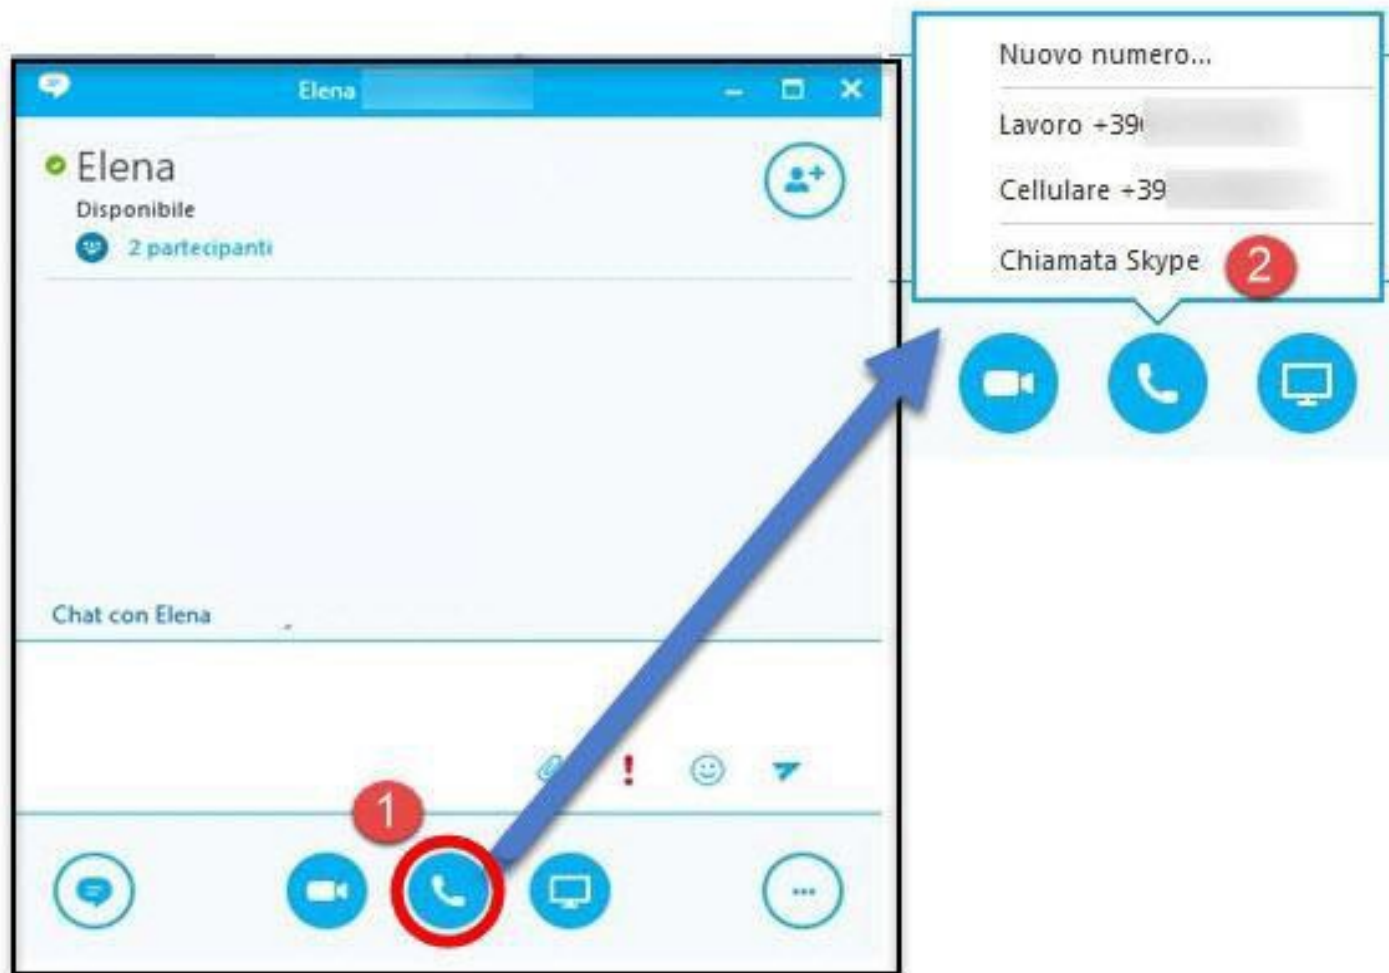 Elena
Elena
Disponibile
2 partecipanti
Chat con Elena
1
Nuovo numero...
Lavoro +39
Cellulare +39
Chiamata Skype
2